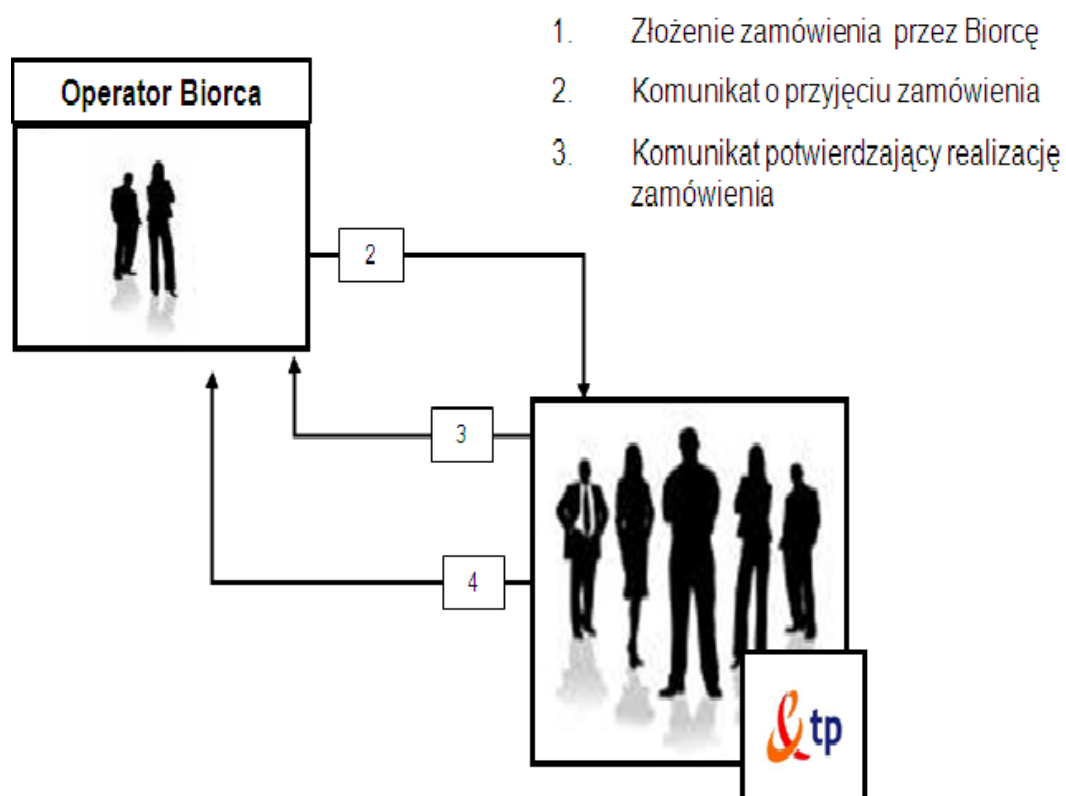 1. Złożenie zamówienia przez Biorcę
Operator Biorca
2. Komunikat o przyjęciu zamówienia
3. Komunikat potwierdzający realizację
zamówienia
2
3
4
tp